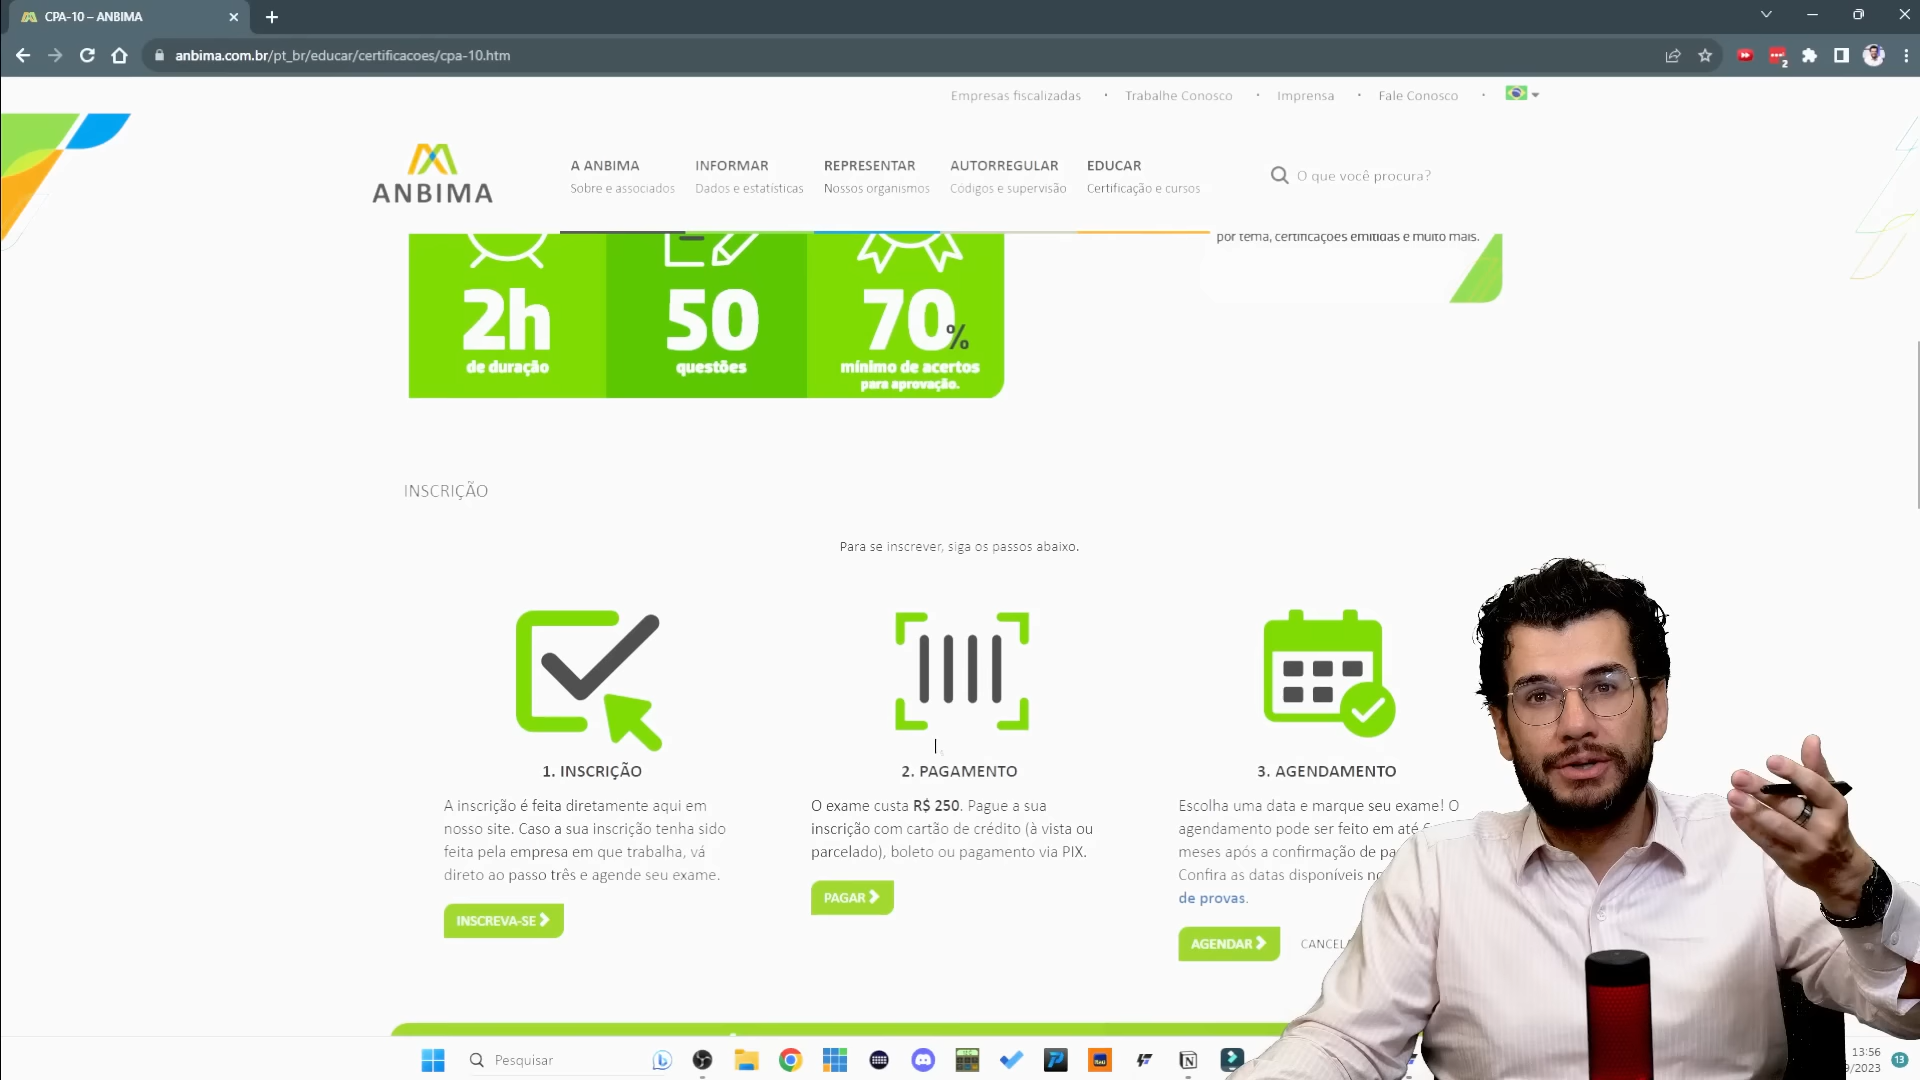 CPA-10 – ANBIMA
anbima.com.br/pt_br/educar/certificacoes/cpa-10.htm
2
Empresas fiscalizadas • Trabalhe Conosco • Imprensa • Fale Conosco •
ANBIMA
A ANBIMA
Sobre e associados
INFORMAR
Dados e estatísticas
REPRESENTAR
Nossos organismos
AUTORREGULAR
Códigos e supervisão
EDUCAR
Certificação e cursos
O que você procura?
por tema, certificações emitidas e muito mais.
2h
de duração
50
questões
70%
mínimo de acertos
para aprovação.
INSCRIÇÃO
Para se inscrever, siga os passos abaixo.
1. INSCRIÇÃO
A inscrição é feita diretamente aqui em
nosso site. Caso a sua inscrição tenha sido
feita pela empresa em que trabalha, vá
direto ao passo três e agende seu exame.
INSCREVA-SE
2. PAGAMENTO
O exame custa R$ 250. Pague a sua
inscrição com cartão de crédito (à vista ou
parcelado), boleto ou pagamento via PIX.
PAGAR
3. AGENDAMENTO
Escolha uma data e marque seu exame! O
agendamento pode ser feito em até
meses após a confirmação de
Confira as datas disponíveis
de provas.
AGENDAR
Pesquisar
13:56
/2023
13